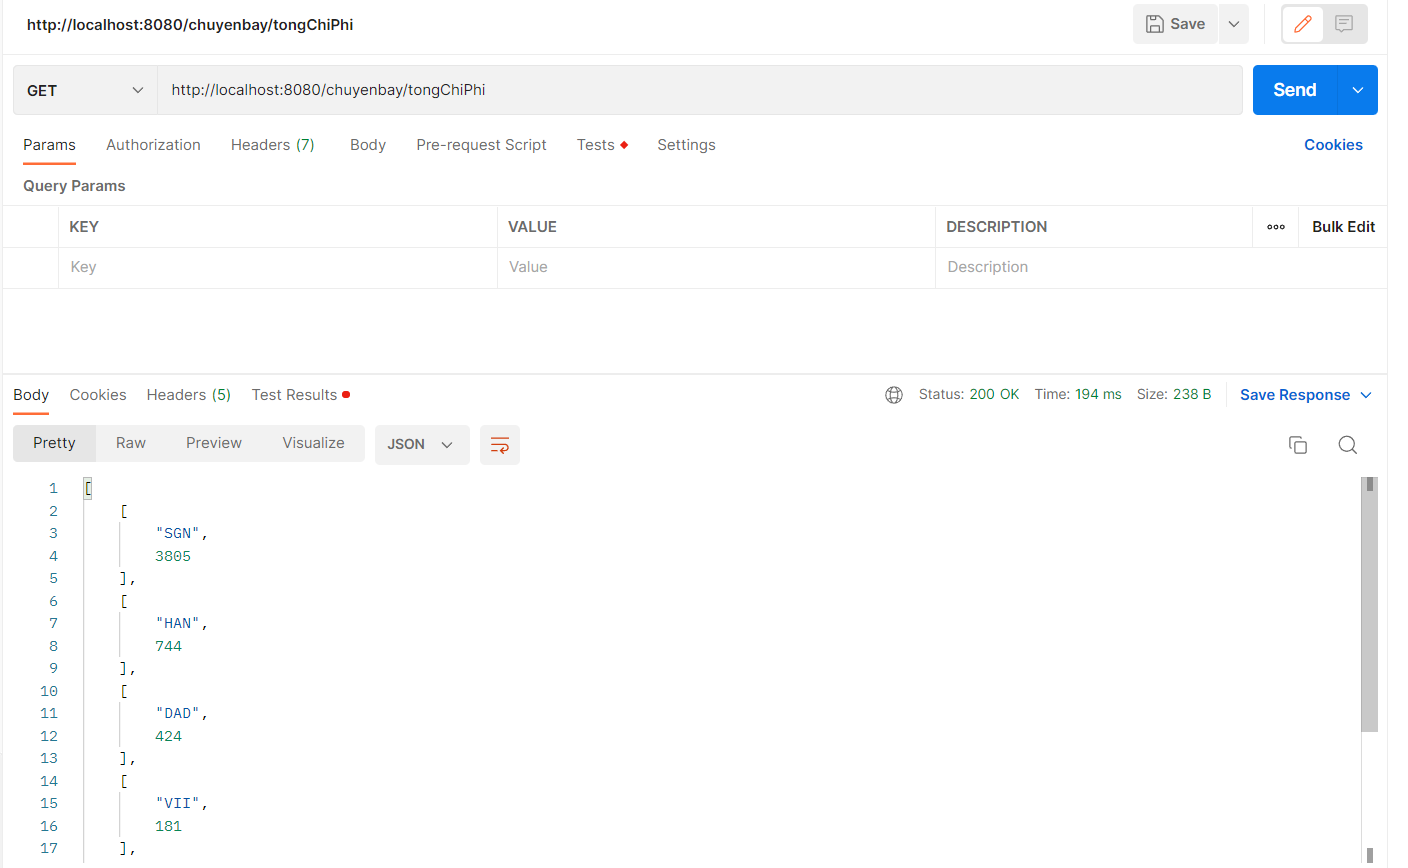 http://localhost:8080/chuyenbay/tongChiPhi
Save
GET
http://localhost:8080/chuyenbay/tongChiPhi
Send
Params Authorization Headers (7) Body Pre-request Script Tests Settings Cookies
Query Params
KEY VALUE DESCRIPTION Bulk Edit
Key Value Description
Body Cookies Headers (5) Test Results Status: 200 OK Time: 194 ms Size: 238 B Save Response
Pretty Raw Preview Visualize JSON
1 [
2 [
3 "SGN",
4 3805
5 ],
6 [
7 "HAN",
8 744
9 ],
10 [
11 "DAD",
12 424
13 ],
14 [
15 "VII",
16 181
17 ],